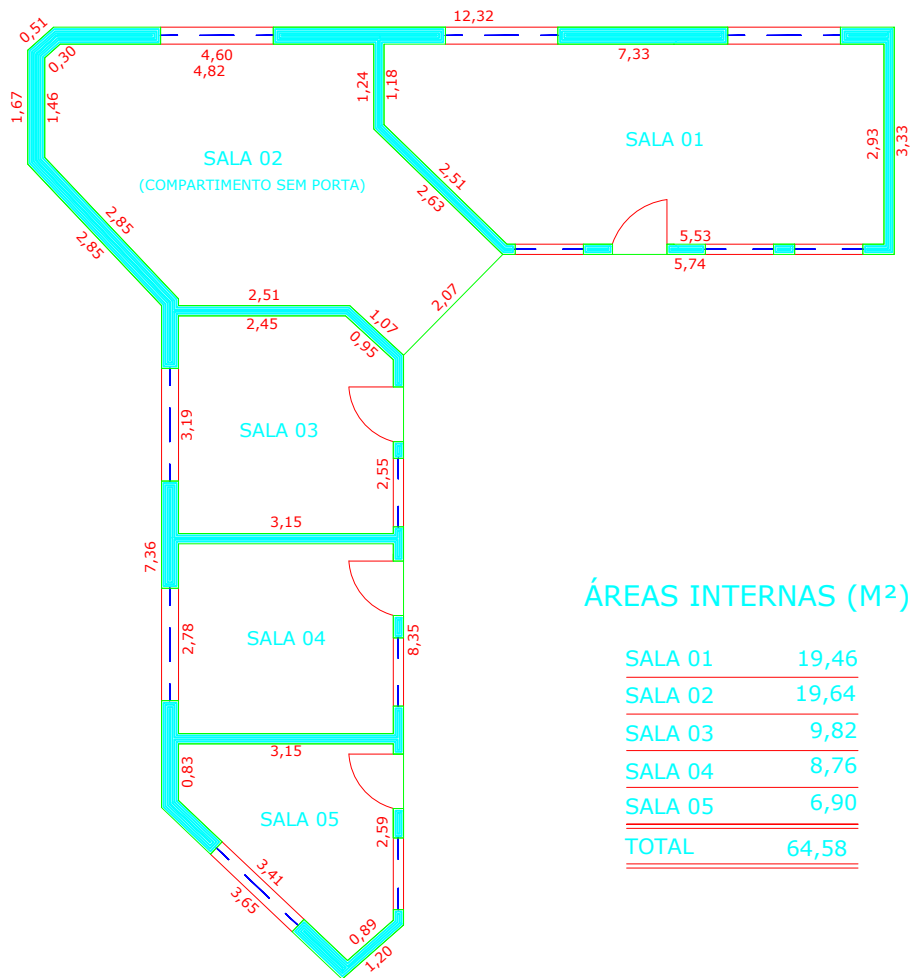 12,32
0,51
0,30
4,60
4,82
7,33
1,67
1,46
1,24
1,18
2,93
3,33
SALA 01
SALA 02
(COMPARTIMENTO SEM PORTA)
2,51
2,63
2,85
2,85
5,53
5,74
2,07
2,51
2,45
1,07
0,95
3,19
SALA 03
2,55
3,15
7,36
2,78
SALA 04
8,35
3,15
0,83
SALA 05
2,59
3,41
3,65
0,89
1,20
ÁREAS INTERNAS (M²)
SALA 01 19,46
SALA 02 19,64
SALA 03 9,82
SALA 04 8,76
SALA 05 6,90
TOTAL 64,58